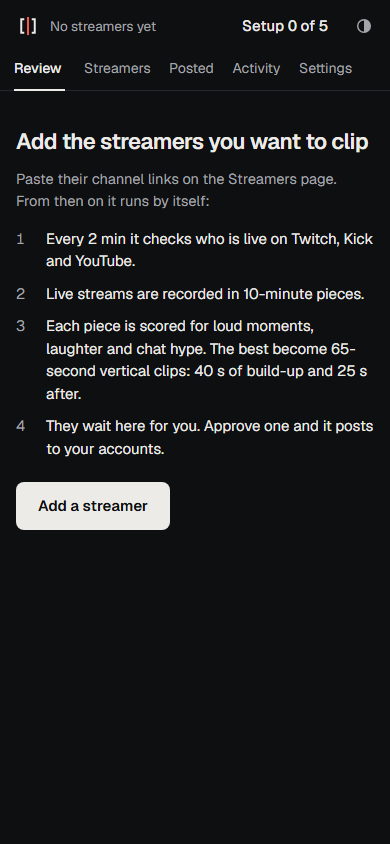 No streamers yet
Setup 0 of 5
Review Streamers Posted Activity Settings
Add the streamers you want to clip
Paste their channel links on the Streamers page.
From then on it runs by itself:
1 Every 2 min it checks who is live on Twitch, Kick
and YouTube.
2 Live streams are recorded in 10-minute pieces.
3 Each piece is scored for loud moments,
laughter and chat hype. The best become 65-
second vertical clips: 40 s of build-up and 25 s
after.
4 They wait here for you. Approve one and it posts
to your accounts.
Add a streamer